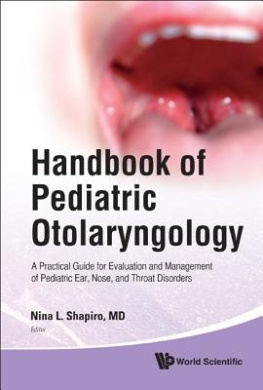 Handbook of
Pediatric
Otolaryngology
A Practical Guide for Evaluation and Management
of Pediatric Ear, Nose, and Throat Disorders
Nina L. Shapiro, MD
Editor
World Scientific